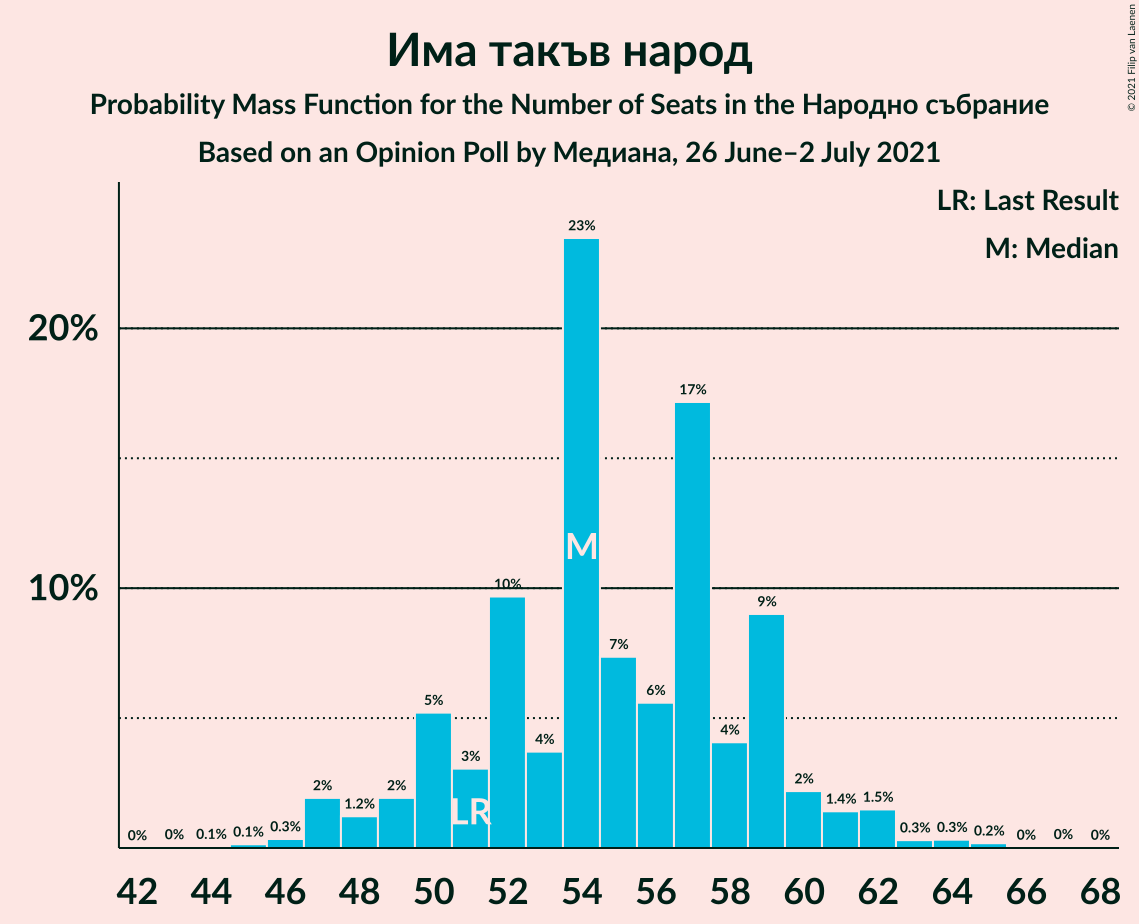 Има такъв народ
Probability Mass Function for the Number of Seats in the Народно събрание
Based on an Opinion Poll by Медиана, 26 June–2 July 2021
© 2021 Filip van Laenen
LR: Last Result
M: Median
20%
10%
0% 0% 0.1% 0.1% 0.3% 2% 1.2% 2% 5% 3% 10% 4% 23% 7% 6% 17% 4% 9% 2% 1.4% 1.5% 0.3% 0.3% 0.2% 0% 0% 0%
M
LR
42 44 46 48 50 52 54 56 58 60 62 64 66 68